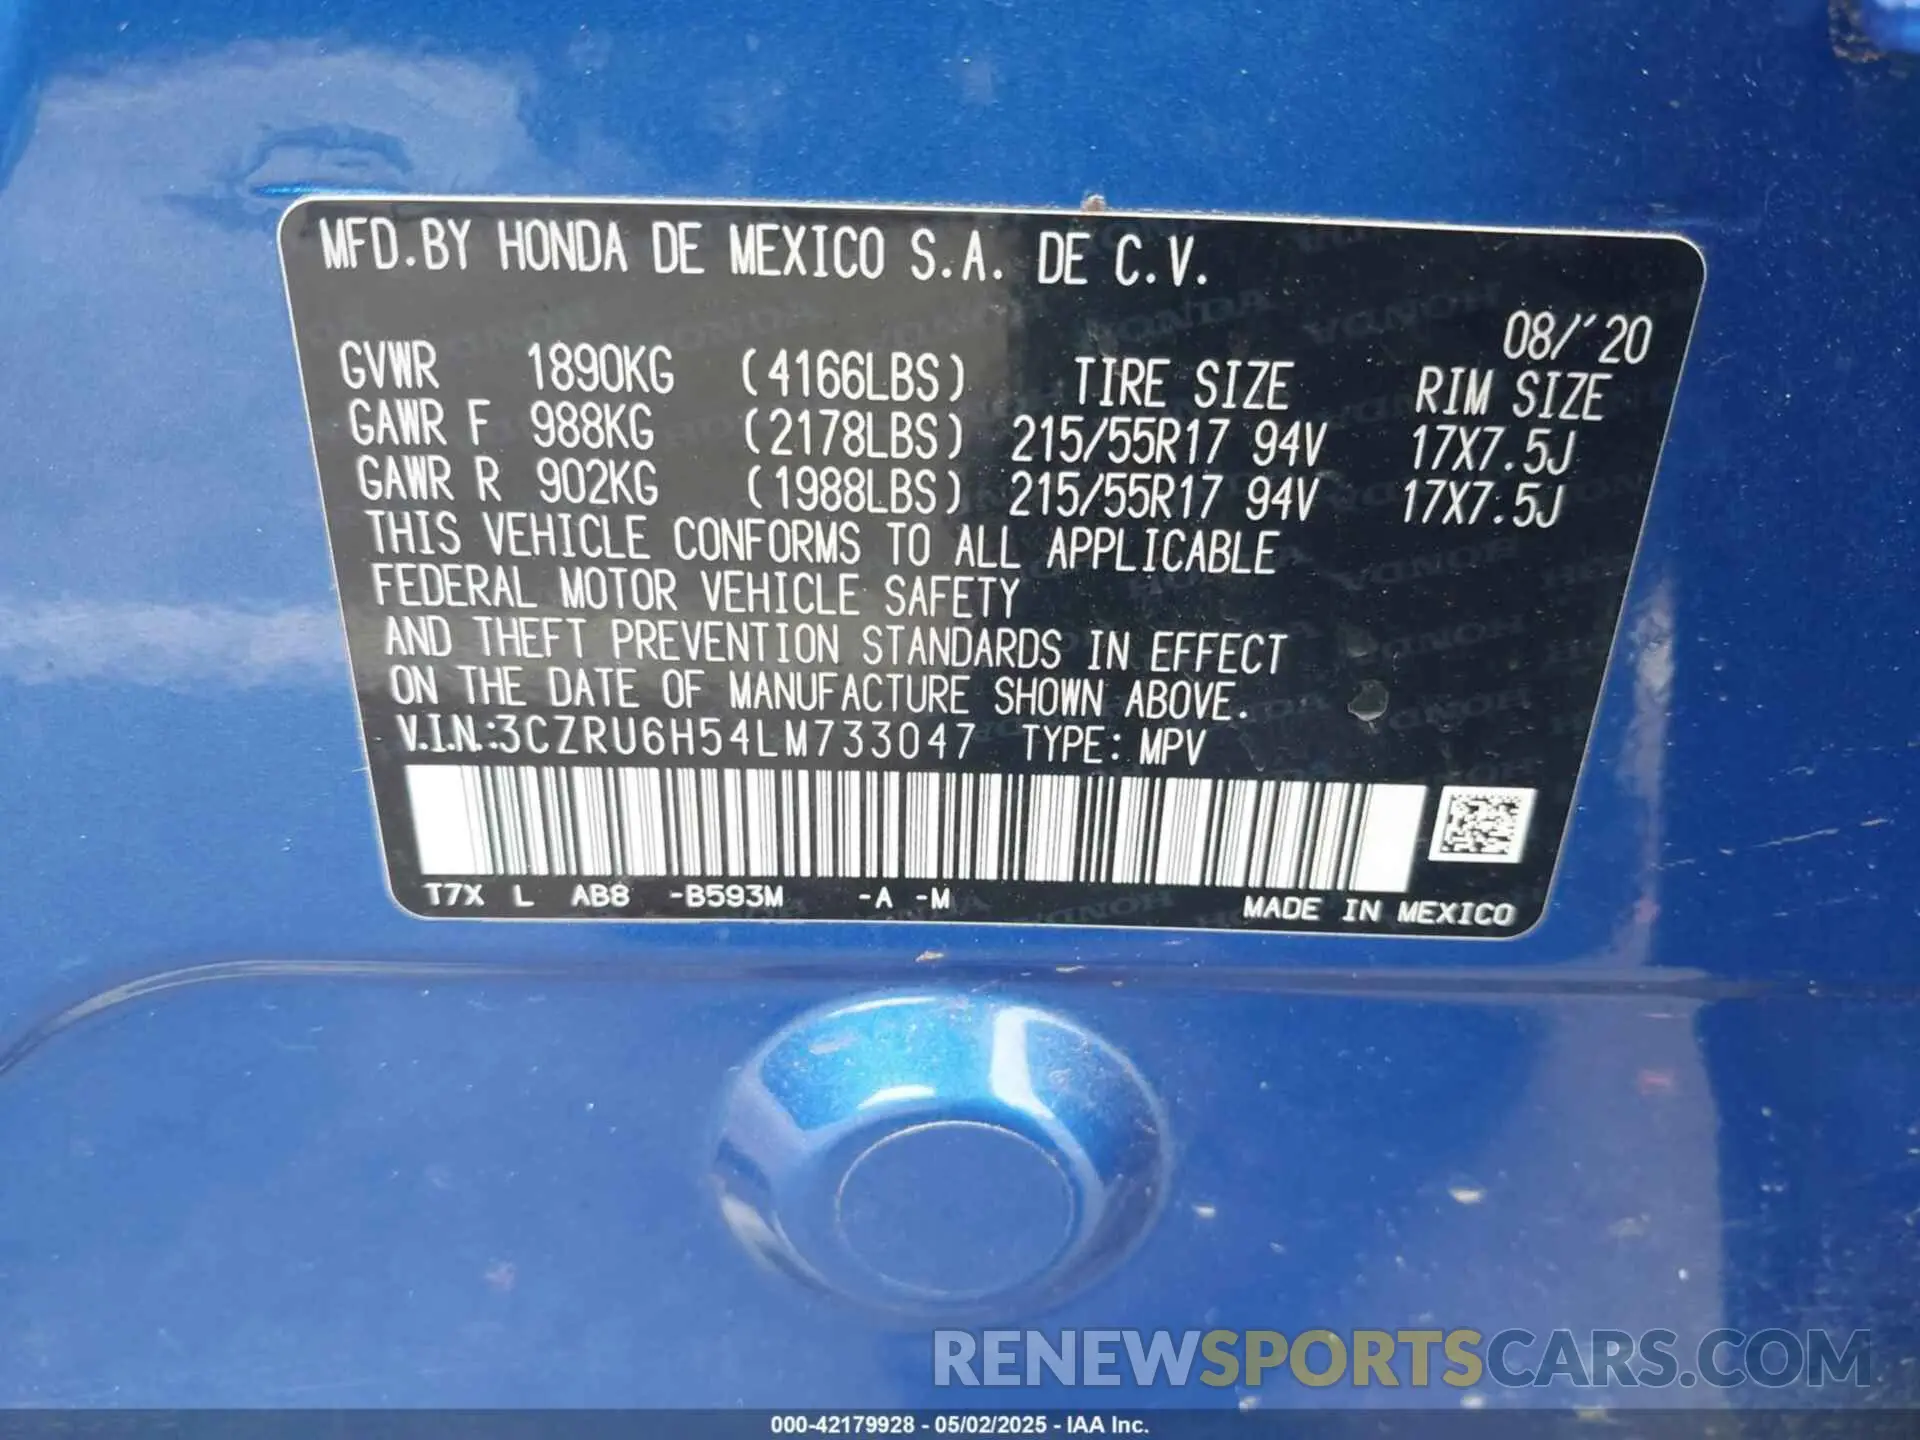 MFD.BY HONDA DE MEXICO S.A. DE C.V.
08/'20
GVWR 1890KG (4166LBS) TIRE SIZE RIM SIZE
GAWR F 988KG (2178LBS) 215/55R17 94V 17X7.5J
GAWR R 902KG (1988LBS) 215/55R17 94V 17X7.5J
THIS VEHICLE CONFORMS TO ALL APPLICABLE
FEDERAL MOTOR VEHICLE SAFETY
AND THEFT PREVENTION STANDARDS IN EFFECT
ON THE DATE OF MANUFACTURE SHOWN ABOVE.
V.I.N.:3CZRU6H54LM733047 TYPE: MPV
T7X L AB8 -B593M -A -M MADE IN MEXICO
RENEWSPORTSCARS.COM
000-42179928 - 05/02/2025 - IAA Inc.